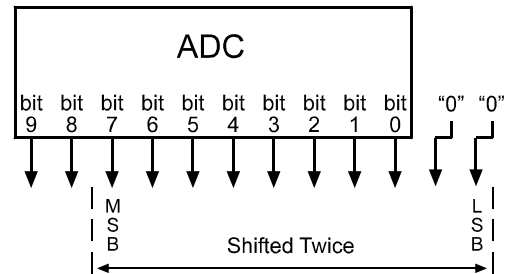 ADC
bit bit bit bit bit bit bit bit bit bit
9 8 7 6 5 4 3 2 1 0 “0” “0”
MSB
LSB
Shifted Twice